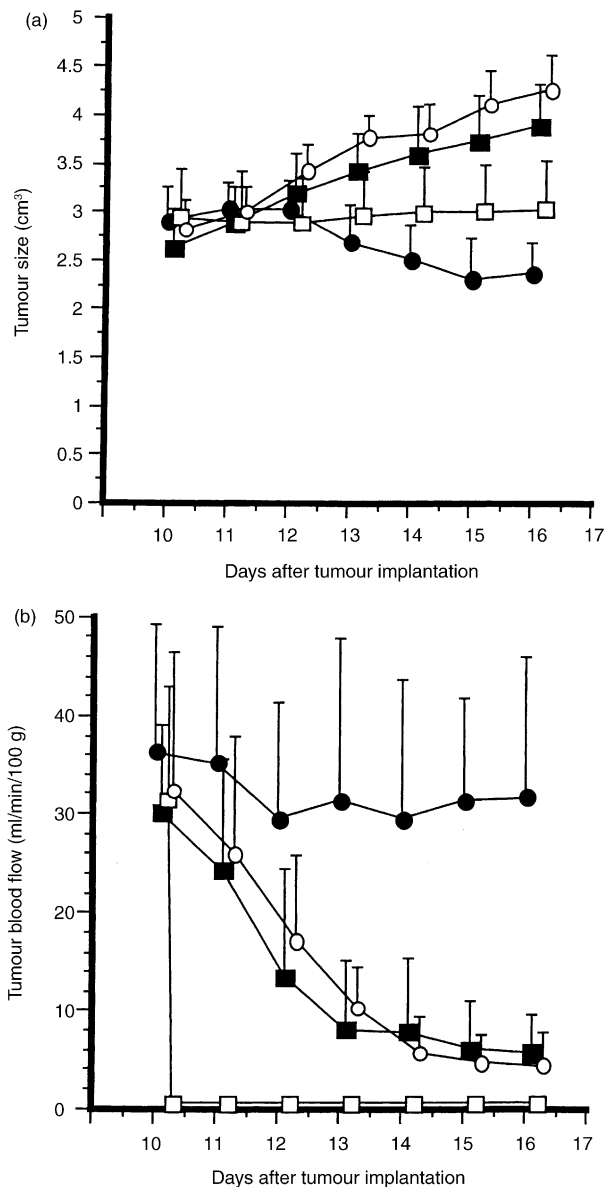 (a)
5
4.5
4
3.5
3
2.5
2
1.5
1
0.5
0
Tumour size (cm³)
10 11 12 13 14 15 16 17
Days after tumour implantation
(b)
50
40
30
20
10
0
Tumour blood flow (ml/min/100 g)
10 11 12 13 14 15 16 17
Days after tumour implantation